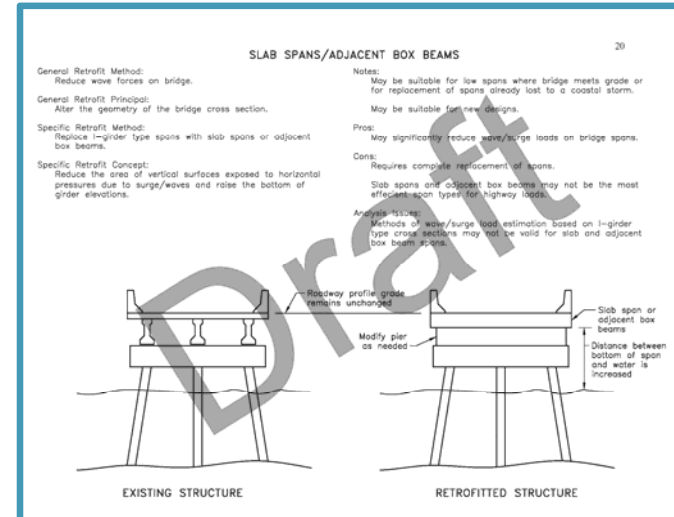 20
SLAB SPANS/ADJACENT BOX BEAMS
General Retrofit Method:
Reduce wave forces on bridge.
General Retrofit Principal:
Alter the geometry of the bridge cross section.
Specific Retrofit Method:
Replace I-girder type spans with slab spans or adjacent
box beams.
Specific Retrofit Concept:
Reduce the area of vertical surfaces exposed to horizontal
pressures due to surge/waves and raise the bottom of
girder elevations.
Notes:
May be suitable for low spans where bridge meets grade or
for replacement of spans already lost to a coastal storm.
May be suitable for new designs.
Pros:
May significantly reduce wave/surge loads on bridge spans.
Cons:
Requires complete replacement of spans.
Slab spans and adjacent box beams may not be the most
effecient span types for highway loads.
Analysis Issues:
Methods of wave/surge load estimation based on I-girder
type cross sections may not be valid for slab and adjacent
box beam spans.
Draft
Roadway profile grade
remains unchanged
Modify pier
as needed
Slab span or
adjacent box
beams
Distance between
bottom of span
and water is
increased
EXISTING STRUCTURE
RETROFITTED STRUCTURE